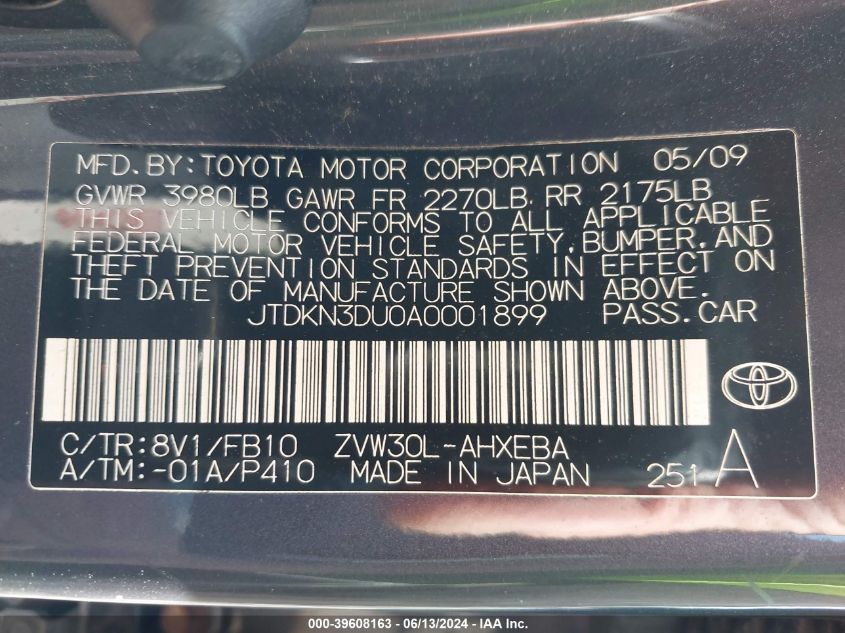 MFD.BY:TOYOTA MOTOR CORPORATION 05/09
GVWR 3980LB GAWR FR 2270LB RR 2175LB
THIS VEHICLE CONFORMS TO ALL APPLICABLE
FEDERAL MOTOR VEHICLE SAFETY,BUMPER,AND
THEFT PREVENTION STANDARDS IN EFFECT ON
THE DATE OF MANUFACTURE SHOWN ABOVE.
JTDKN3DU0A0001899 PASS.CAR
C/TR:8V1/FB10 ZVW30L-AHXEBA
A/TM:-01A/P410 MADE IN JAPAN 251 A
000-39608163 - 06/13/2024 - IAAI.com